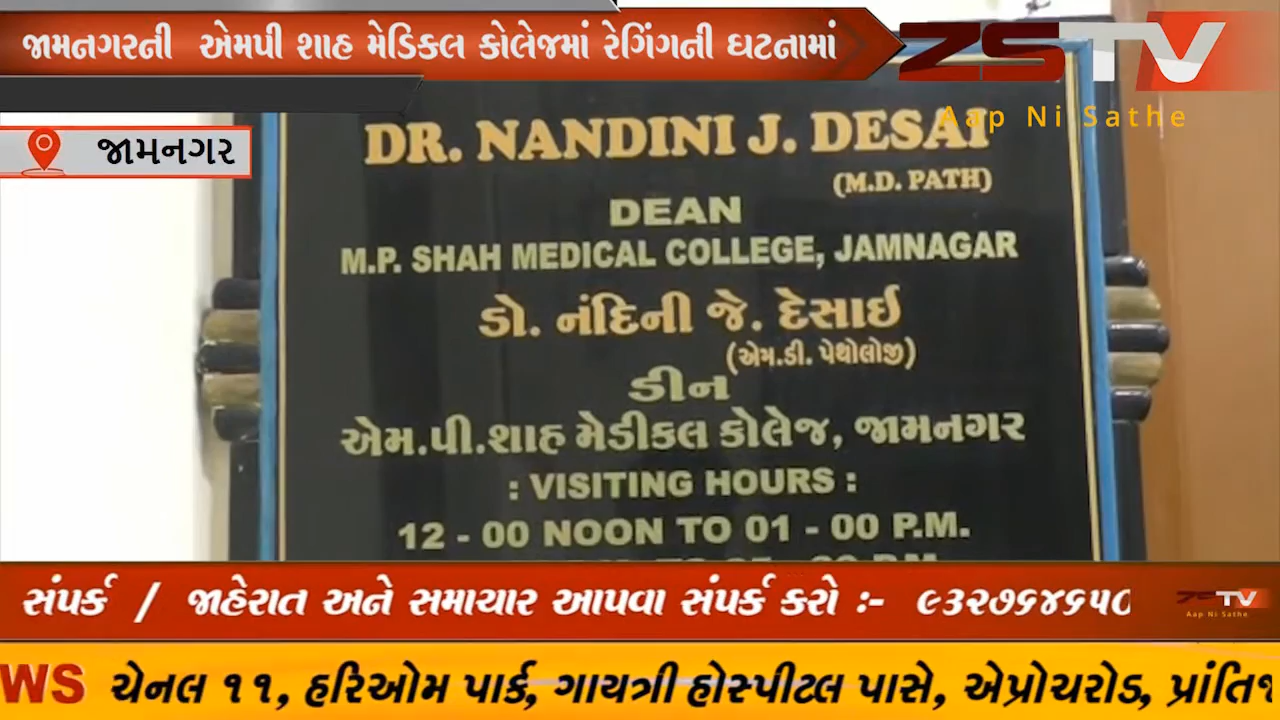 જામનગરની એમપી શાહ મેડિકલ કોલેજમાં રેગિંગની ઘટનામાં
ZSTV
Aap Ni Sathe
જામનગર
DR. NANDINI J. DESAI
(M.D. PATH)
DEAN
M.P. SHAH MEDICAL COLLEGE, JAMNAGAR
ડો. નંદિની જે. દેસાઈ
(એમ.ડી. પેથોલોજી)
ડીન
એમ.પી.શાહ મેડીકલ કોલેજ, જામનગર
: VISITING HOURS :
12 - 00 NOON TO 01 - 00 P.M.
સંપર્ક / જાહેરાત અને સમાચાર આપવા સંપર્ક કરો :- ૯૩૨૭૬૪૬૫૦
ZSTV
Aap Ni Sathe
WS ચેનલ ૧૧, હરિઓમ પાર્ક, ગાયત્રી હોસ્પીટલ પાસે, એપ્રોચરોડ,